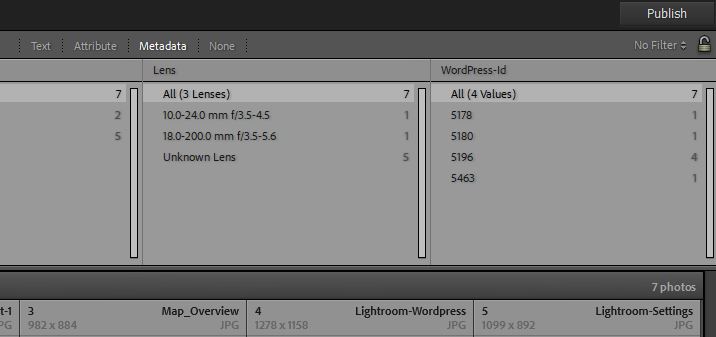 Publish
Text Attribute Metadata None No Filter
Lens WordPress-Id
7 All (3 Lenses) 7 All (4 Values) 7
2 10.0-24.0 mm f/3.5-4.5 1 5178 1
5 18.0-200.0 mm f/3.5-5.6 1 5180 1
Unknown Lens 5 5196 4
5463 1
7 photos
t-1 3 Map_Overview 4 Lightroom-Wordpress 5 Lightroom-Settings
PG 982 x 884 JPG 1278 x 1158 JPG 1099 x 892 JPG